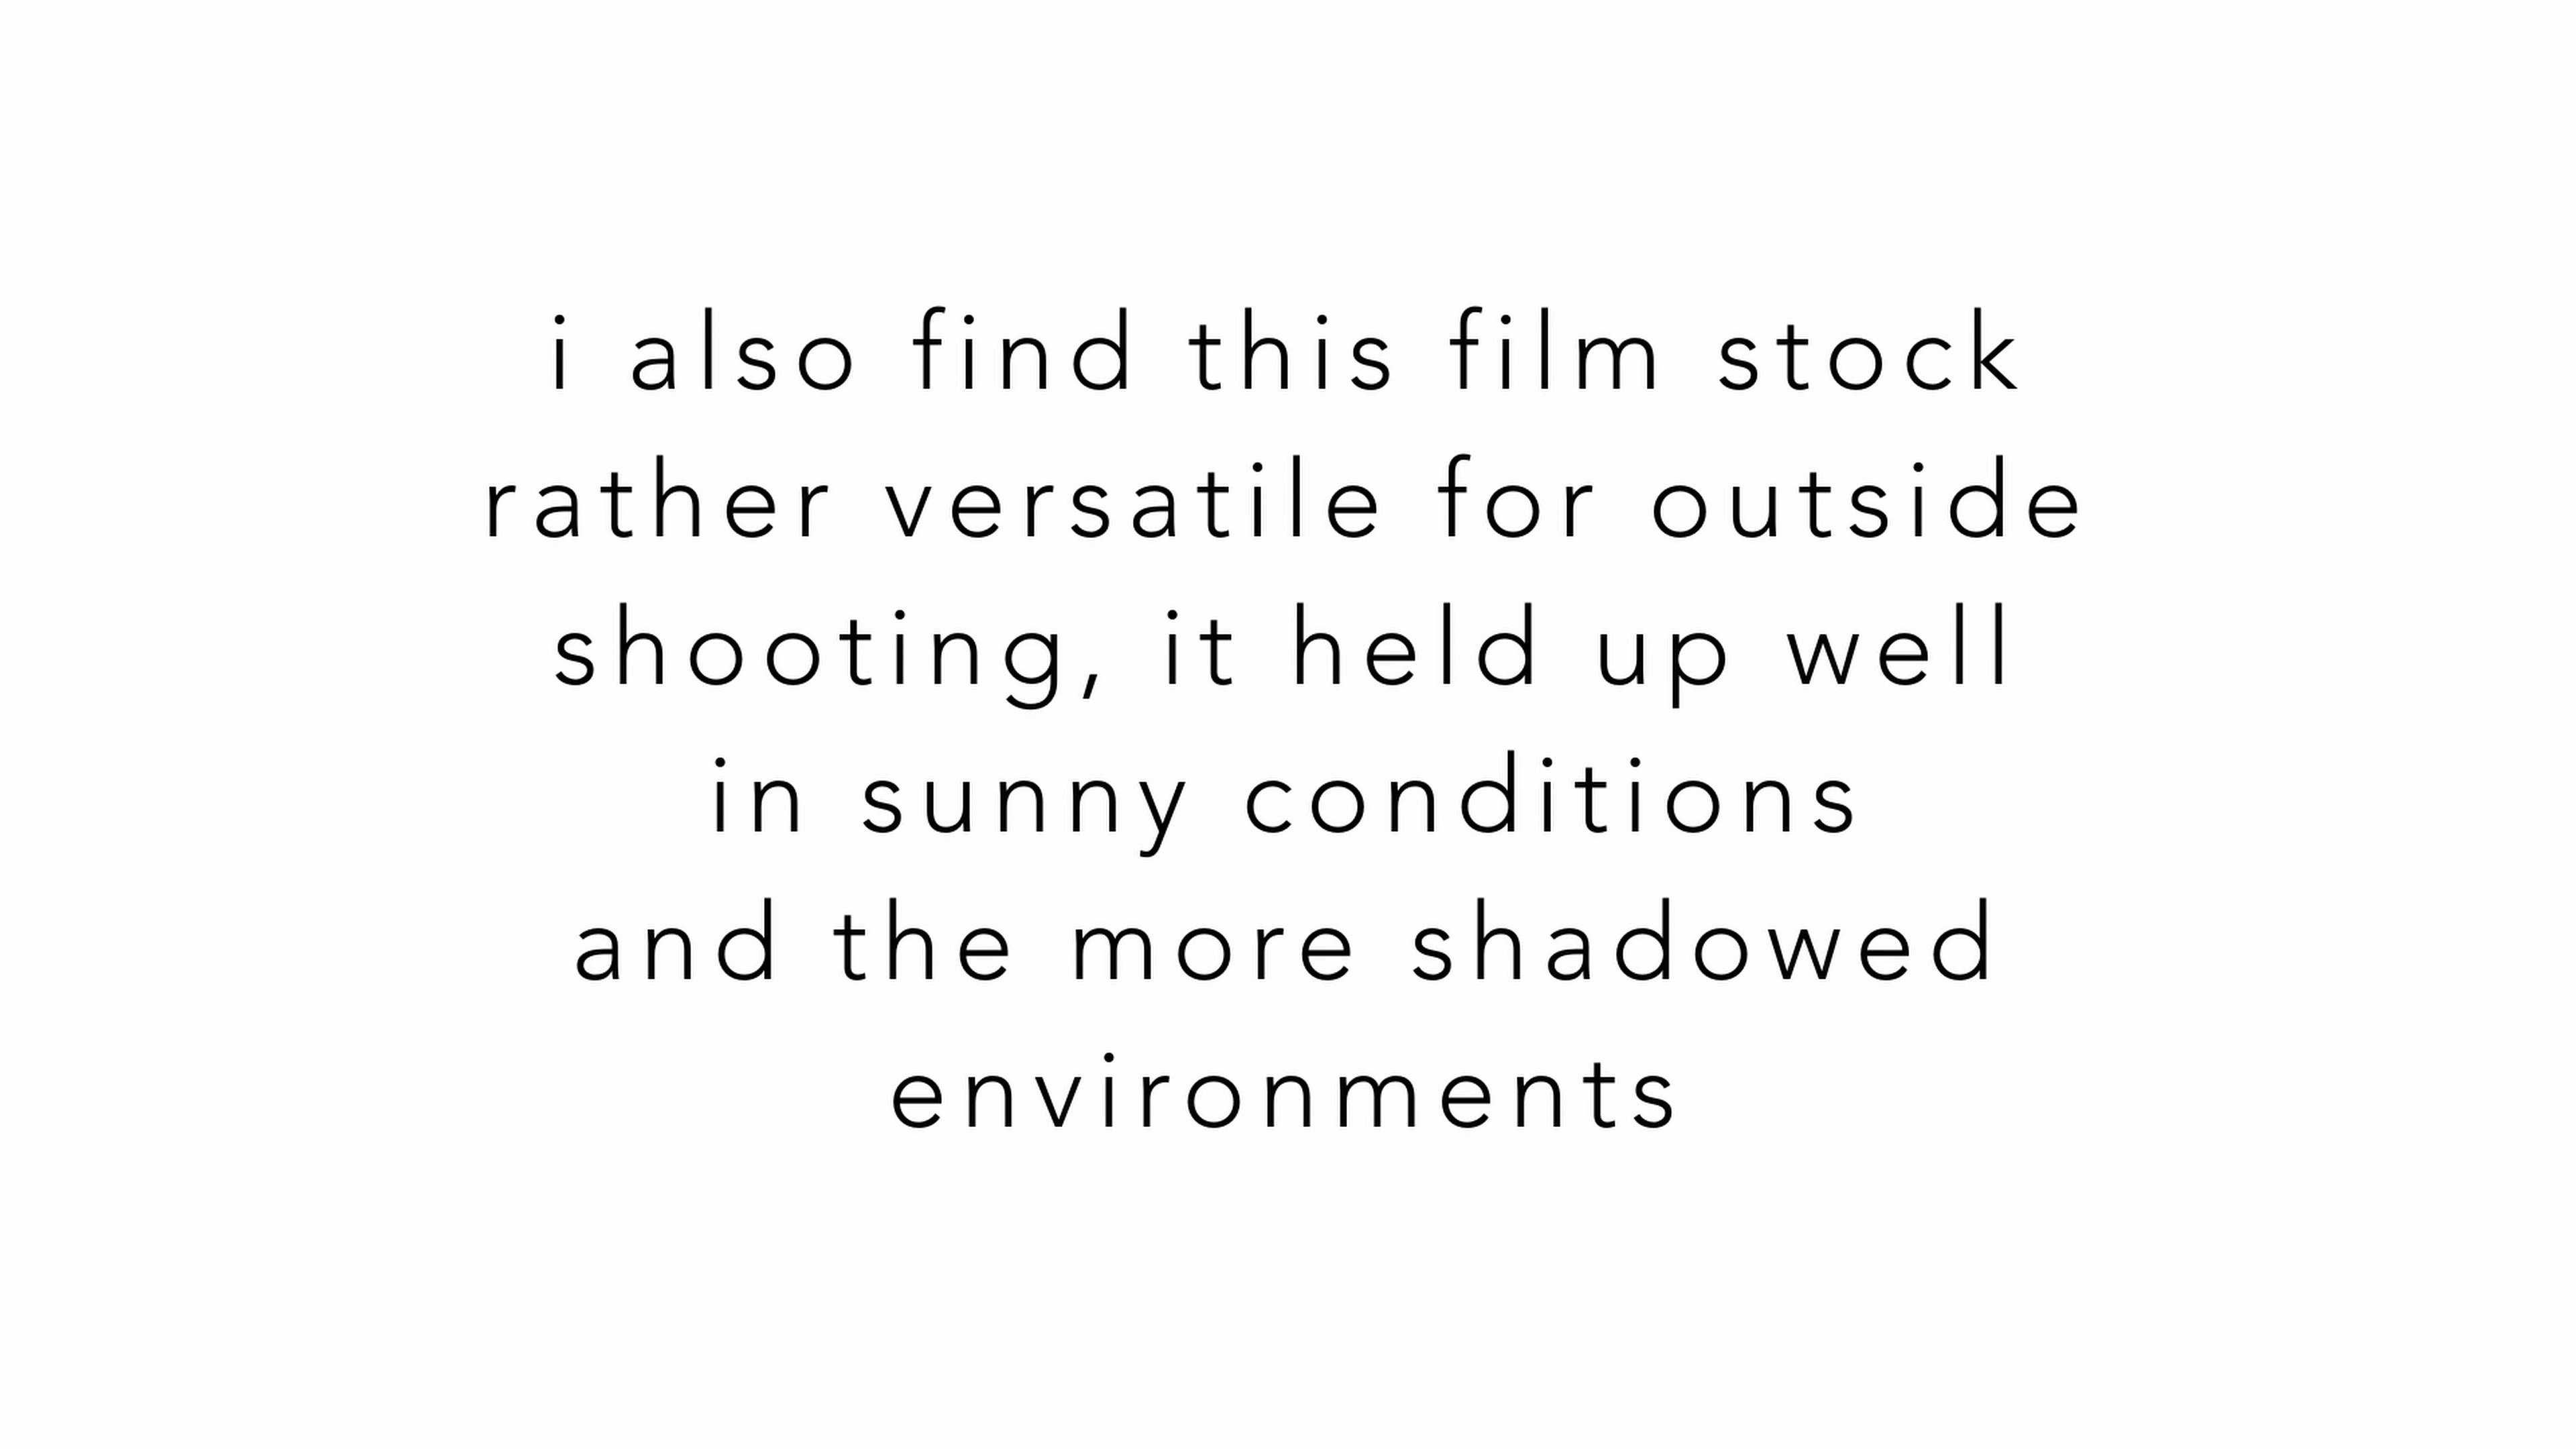 i also find this film stock
rather versatile for outside
shooting, it held up well
in sunny conditions
and the more shadowed
environments